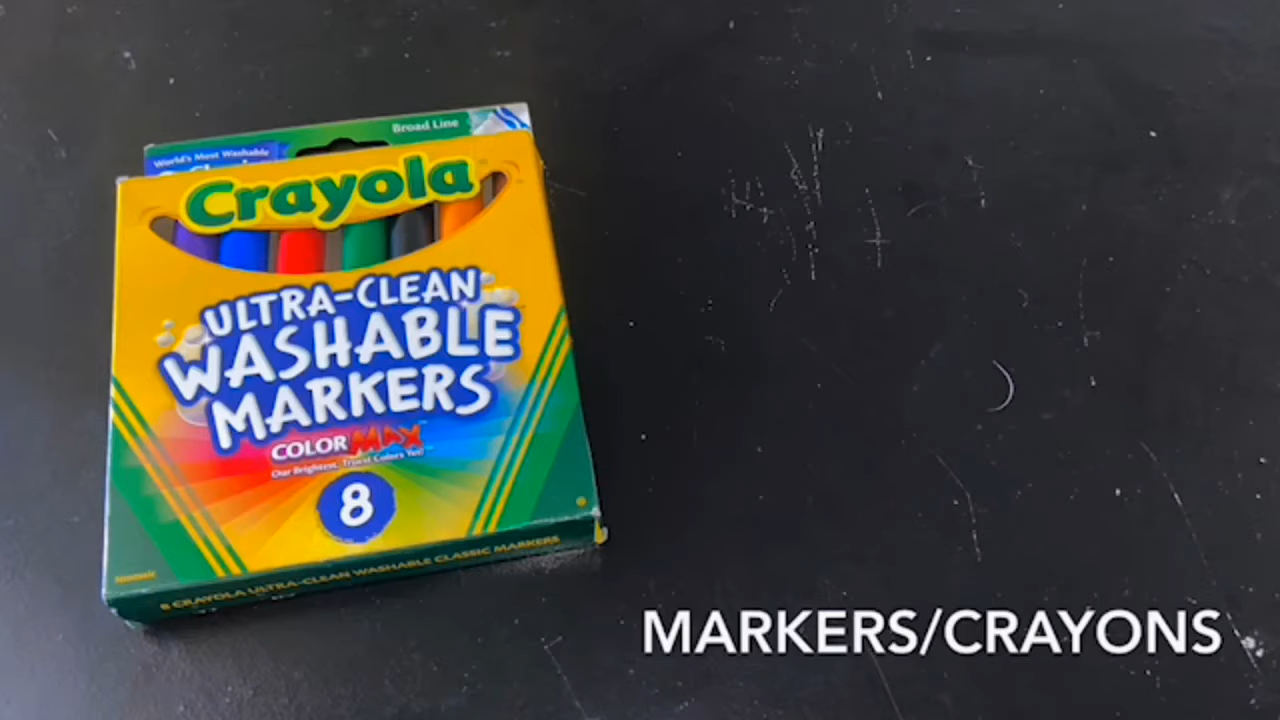 Broad Line
World's Most Washable
Crayola
ULTRA-CLEAN
WASHABLE
MARKERS
COLOR MAX™
Our Brightest, Truest Colors Yet!
8
8 CRAYOLA ULTRA-CLEAN WASHABLE CLASSIC MARKERS
MARKERS/CRAYONS